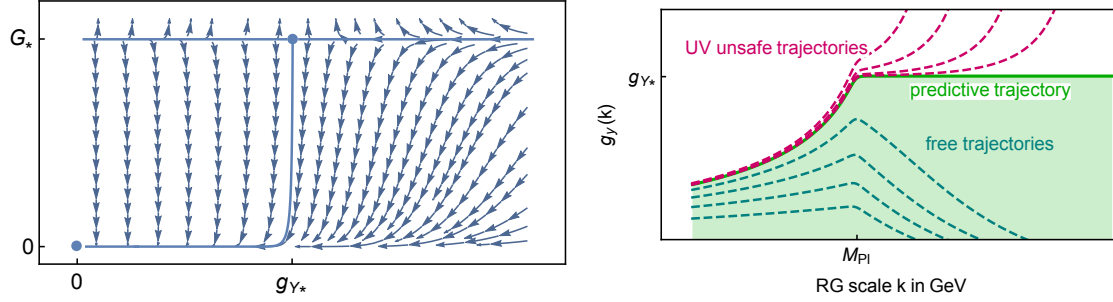 G*
0
0
gY*
UV unsafe trajectories
gY*
predictive trajectory
gy(k)
free trajectories
MPl
RG scale k in GeV